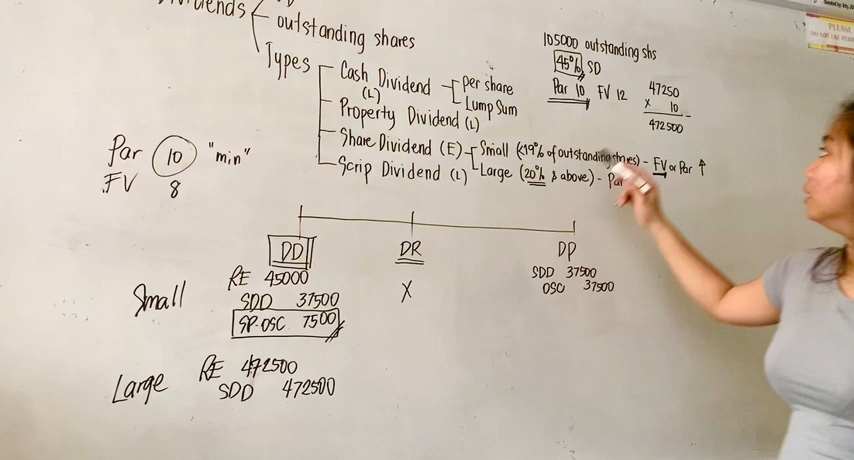 Dividends
outstanding shares
Types
Cash Dividend
(L)
Per share
Lump Sum
Property Dividend (L)
Share Dividend (E)
Small (<19% of outstanding shares) - FV or Par ↑
Large (20% & above) - Par
Scrip Dividend (L)
105000 outstanding shs
45% SD
Par 10 FV 12
47250
x 10
472500
PLEASE
Par 10 "min"
FV 8
DD
DR
DP
Small
RE 45000
SDD 37500
SP-OSC 7500
X
SDD 37500
OSC 37500
Large
RE 472500
SDD 472500